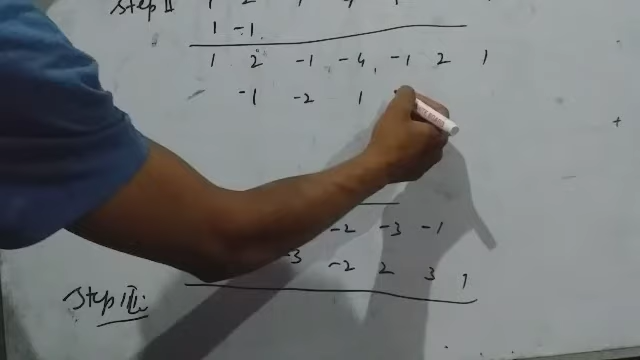 Step II
1 -1
1 2 -1 -4 -1 2 1
-1 -2 1
-2 -3 -1
-3 -2 2 3 1
Step III